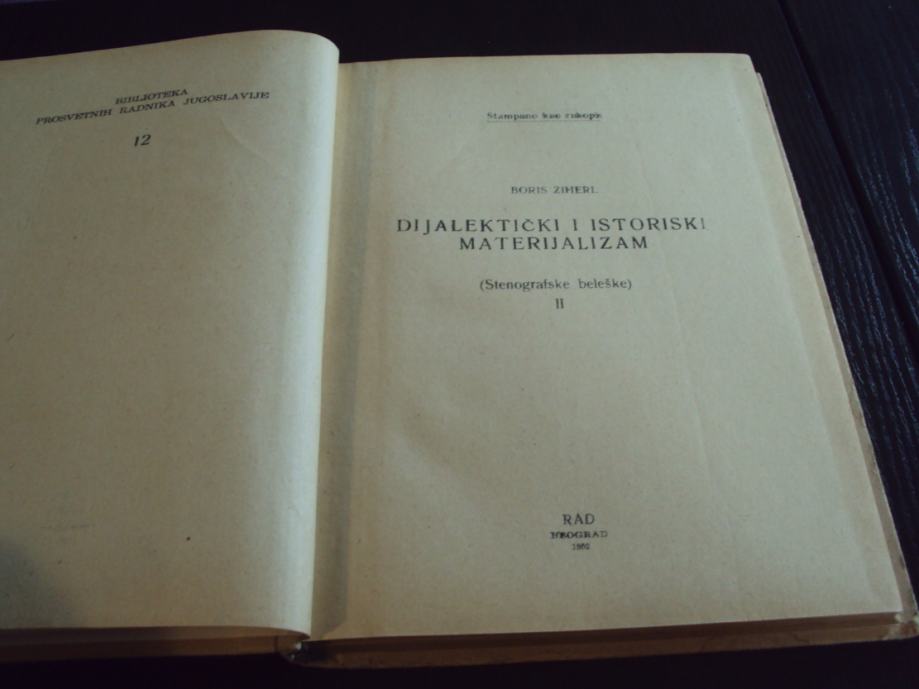 BIBLIOTEKA
PROSVETNIH RADNIKA JUGOSLAVIJE
12
Štampano kao rukopis
BORIS ZIHERL
DIJALEKTIČKI I ISTORISKI
MATERIJALIZAM
(Stenografske beleške)
II
RAD
BEOGRAD